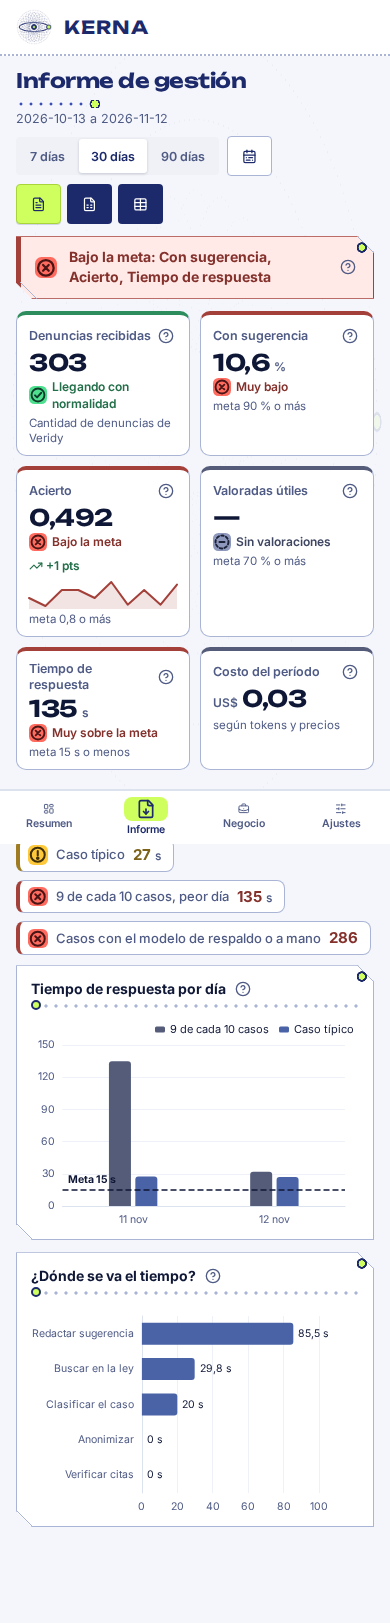 KERNA
Informe de gestión
2026-10-13 a 2026-11-12
7 días 30 días 90 días
Bajo la meta: Con sugerencia,
Acierto, Tiempo de respuesta
Denuncias recibidas
303
Llegando con
normalidad
Cantidad de denuncias de
Veridy
Con sugerencia
10,6 %
Muy bajo
meta 90 % o más
Acierto
0,492
Bajo la meta
+1 pts
meta 0,8 o más
Valoradas útiles
—
Sin valoraciones
meta 70 % o más
Tiempo de
respuesta
135 s
Muy sobre la meta
meta 15 s o menos
Costo del período
US$ 0,03
según tokens y precios
Resumen Informe Negocio Ajustes
Caso típico 27 s
9 de cada 10 casos, peor día 135 s
Casos con el modelo de respaldo o a mano 286
Tiempo de respuesta por día
9 de cada 10 casos Caso típico
150
120
90
60
30
Meta 15 s
0
11 nov 12 nov
¿Dónde se va el tiempo?
Redactar sugerencia 85,5 s
Buscar en la ley 29,8 s
Clasificar el caso 20 s
Anonimizar 0 s
Verificar citas 0 s
0 20 40 60 80 100